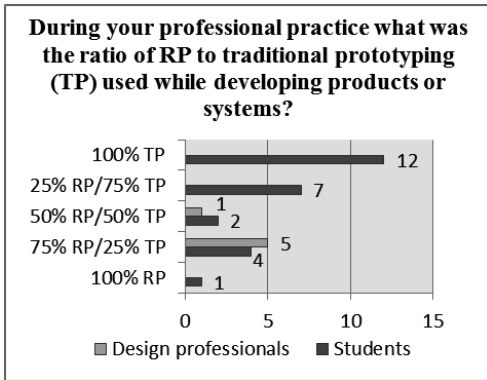 During your professional practice what was
the ratio of RP to traditional prototyping
(TP) used while developing products or
systems?
100% TP
12
25% RP/75% TP
7
1
50% RP/50% TP
2
5
75% RP/25% TP
4
100% RP
1
0 5 10 15
Design professionals Students